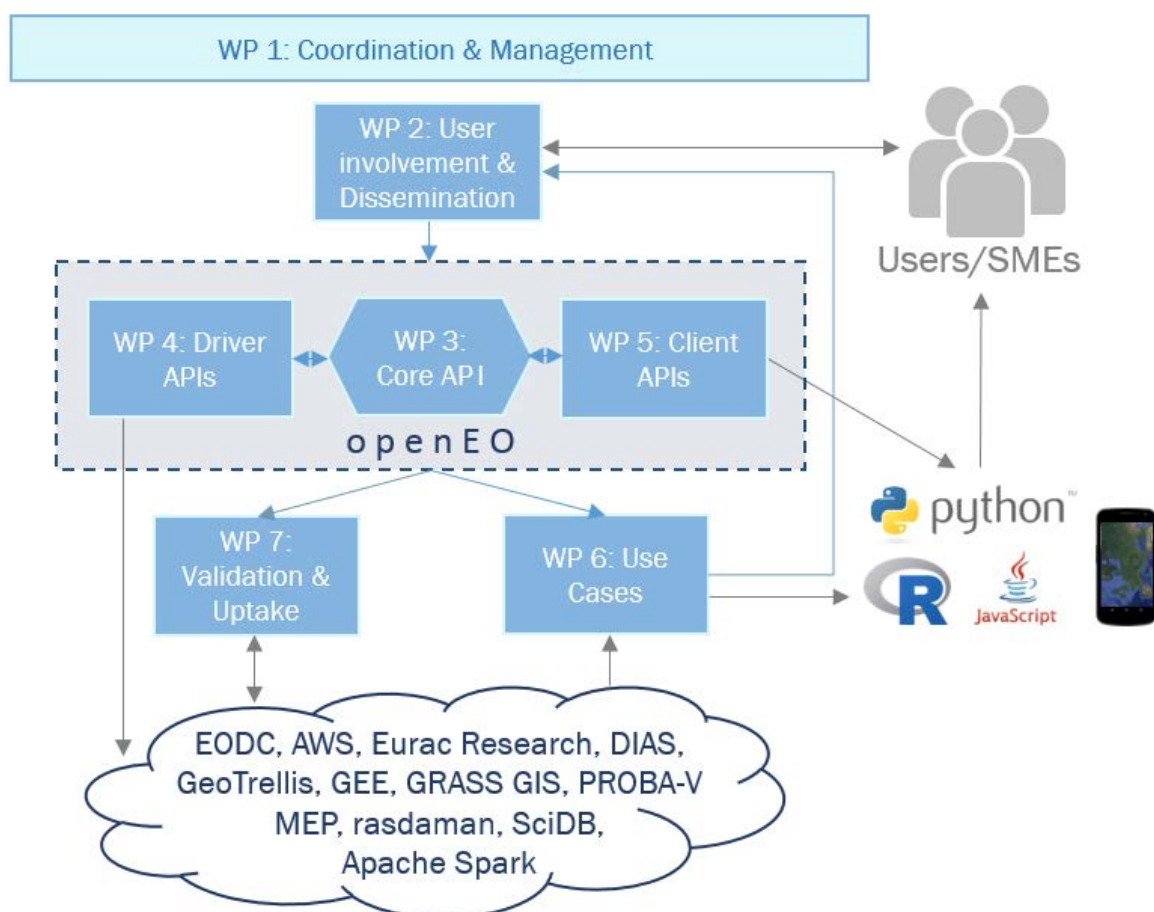 WP 1: Coordination & Management
WP 2: User
involvement &
Dissemination
Users/SMEs
WP 4: Driver
APIs
WP 3:
Core API
WP 5: Client
APIs
openEO
python™
WP 7:
Validation &
Uptake
WP 6: Use
Cases
R
JavaScript
EODC, AWS, Eurac Research, DIAS,
GeoTrellis, GEE, GRASS GIS, PROBA-V
MEP, rasdaman, SciDB,
Apache Spark